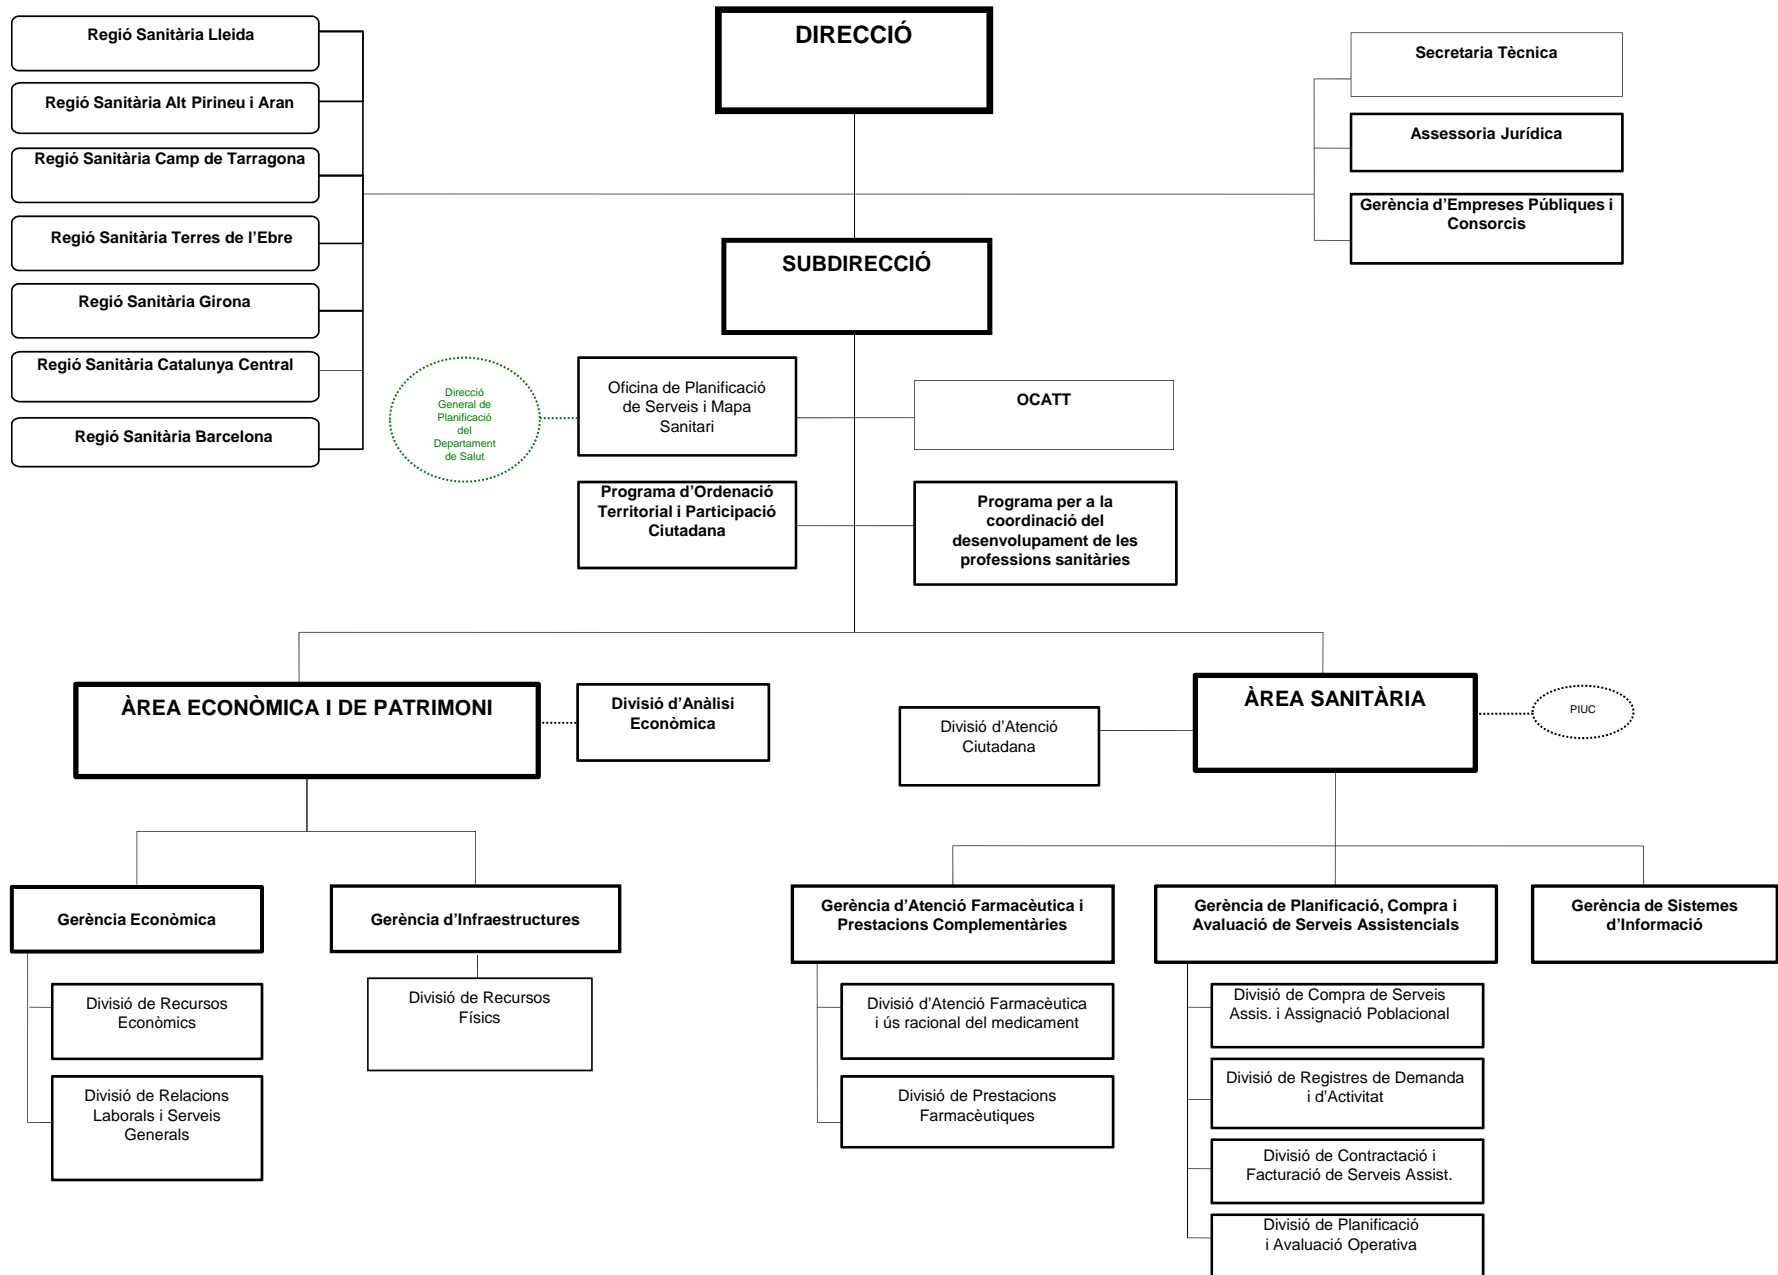 DIRECCIÓ
Regió Sanitària Lleida
Regió Sanitària Alt Pirineu i Aran
Regió Sanitària Camp de Tarragona
Regió Sanitària Terres de l’Ebre
Regió Sanitària Girona
Regió Sanitària Catalunya Central
Regió Sanitària Barcelona
Secretaria Tècnica
Assessoria Jurídica
Gerència d’Empreses Públiques i
Consorcis
SUBDIRECCIÓ
Direcció
General de
Planificació
del
Departament
de Salut
Oficina de Planificació
de Serveis i Mapa
Sanitari
OCATT
Programa d’Ordenació
Territorial i Participació
Ciutadana
Programa per a la
coordinació del
desenvolupament de les
professions sanitàries
ÀREA ECONÒMICA I DE PATRIMONI
Divisió d’Anàlisi
Econòmica
Divisió d’Atenció
Ciutadana
ÀREA SANITÀRIA
PIUC
Gerència Econòmica
Gerència d’Infraestructures
Gerència d’Atenció Farmacèutica i
Prestacions Complementàries
Gerència de Planificació, Compra i
Avaluació de Serveis Assistencials
Gerència de Sistemes
d’Informació
Divisió de Recursos
Econòmics
Divisió de Relacions
Laborals i Serveis
Generals
Divisió de Recursos
Físics
Divisió d’Atenció Farmacèutica
i ús racional del medicament
Divisió de Prestacions
Farmacèutiques
Divisió de Compra de Serveis
Assis. i Assignació Poblacional
Divisió de Registres de Demanda
i d’Activitat
Divisió de Contractació i
Facturació de Serveis Assist.
Divisió de Planificació
i Avaluació Operativa